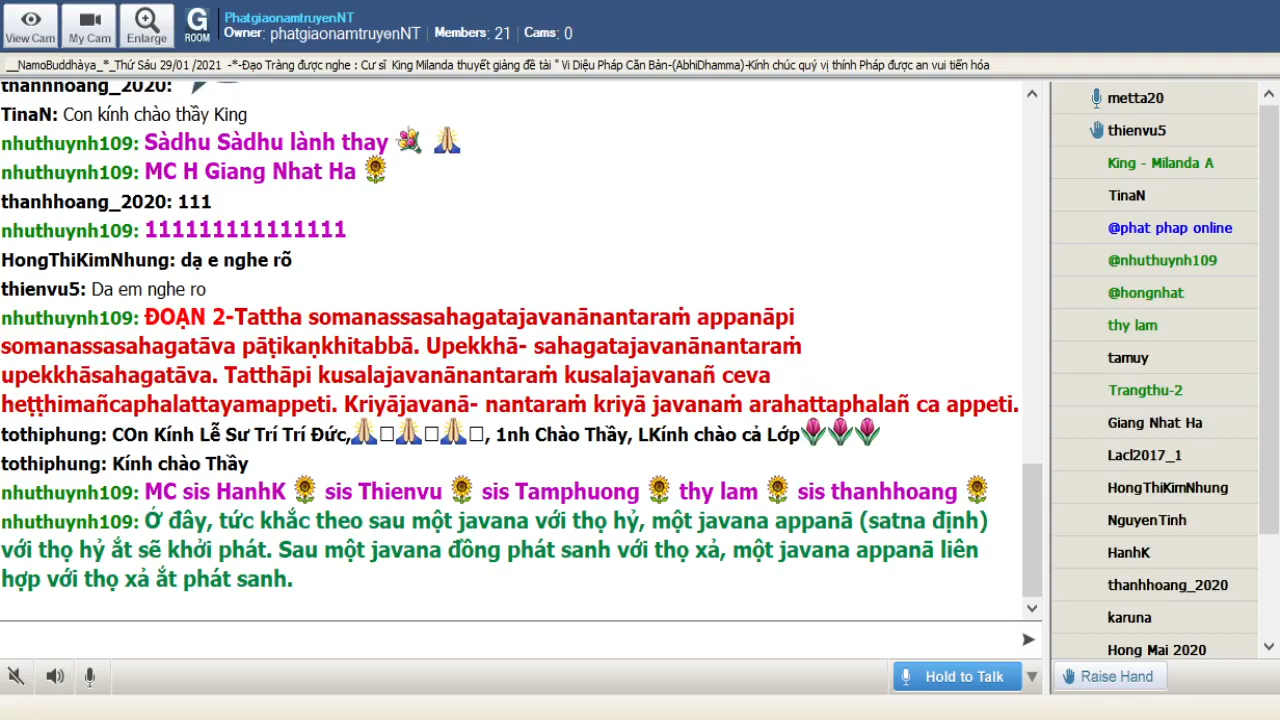 View Cam
My Cam
Enlarge
G
ROOM
PhatgiaonamtruyenNT
Owner: phatgiaonamtruyenNT | Members: 21 | Cams: 0
__NamoBuddhàya_*_Thứ Sáu 29/01 /2021 -*-Đạo Tràng được nghe : Cư sĩ King Milanda thuyết giảng đề tài " Vi Diệu Pháp Căn Bản-(AbhiDhamma)-Kính chúc quý vị thính Pháp được an vui tiến hóa
thanhhoang_2020:
TinaN: Con kính chào thầy King
nhuthuynh109: Sàdhu Sàdhu lành thay 💐 🙏
nhuthuynh109: MC H Giang Nhat Ha 🌻
thanhhoang_2020: 111
nhuthuynh109: 111111111111111
HongThiKimNhung: dạ e nghe rõ
thienvu5: Da em nghe ro
nhuthuynh109: ĐOẠN 2-Tattha somanassasahagatajavanānantaraṁ appanāpi
somanassasahagatāva pāṭikaṇkhitabbā. Upekkhā- sahagatajavanānantaraṁ
upekkhāsahagatāva. Tatthāpi kusalajavanānantaraṁ kusalajavanañ ceva
heṭṭhimañcaphalattayamappeti. Kriyājavanā- nantaraṁ kriyā javanaṁ arahattaphalañ ca appeti.
tothiphung: COn Kính Lễ Sư Trí Trí Đức,🙏□🙏□🙏□, 1nh Chào Thầy, LKính chào cả Lớp🌷🌷🌷
tothiphung: Kính chào Thầy
nhuthuynh109: MC sis HanhK 🌻 sis Thienvu 🌻 sis Tamphuong 🌻 thy lam 🌻 sis thanhhoang 🌻
nhuthuynh109: Ớ đây, tức khắc theo sau một javana với thọ hỷ, một javana appanā (satna định)
với thọ hỷ ắt sẽ khởi phát. Sau một javana đồng phát sanh với thọ xả, một javana appanā liên
hợp với thọ xả ắt phát sanh.
metta20
thienvu5
King - Milanda A
TinaN
@phat phap online
@nhuthuynh109
@hongnhat
thy lam
tamuy
Trangthu-2
Giang Nhat Ha
Lacl2017_1
HongThiKimNhung
NguyenTinh
HanhK
thanhhoang_2020
karuna
Hong Mai 2020
Hold to Talk
Raise Hand